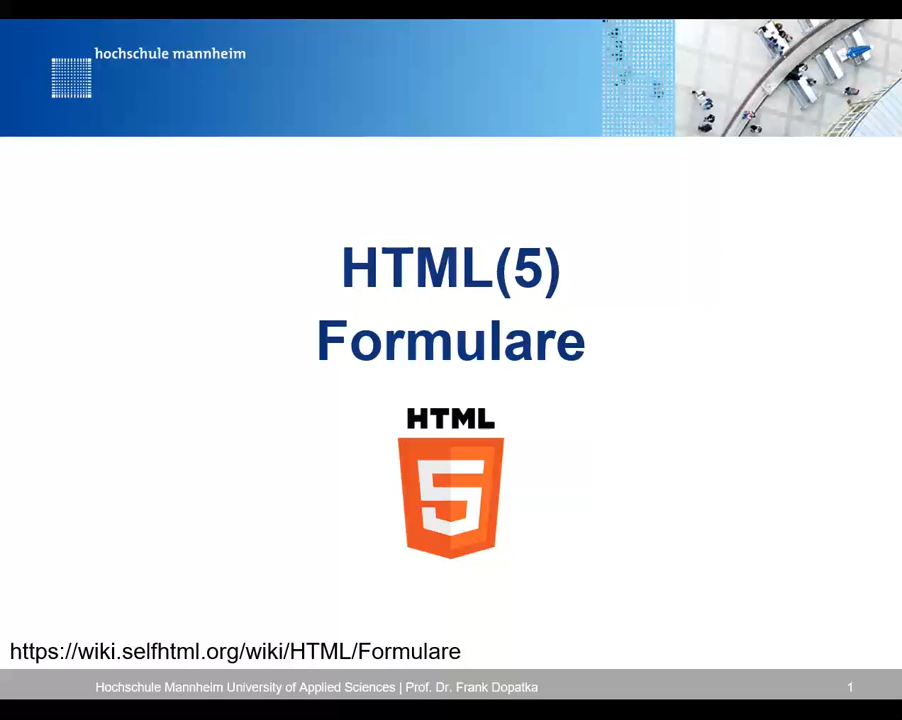 hochschule mannheim
HTML(5)
Formulare
HTML
5
https://wiki.selfhtml.org/wiki/HTML/Formulare
Hochschule Mannheim University of Applied Sciences | Prof. Dr. Frank Dopatka
1